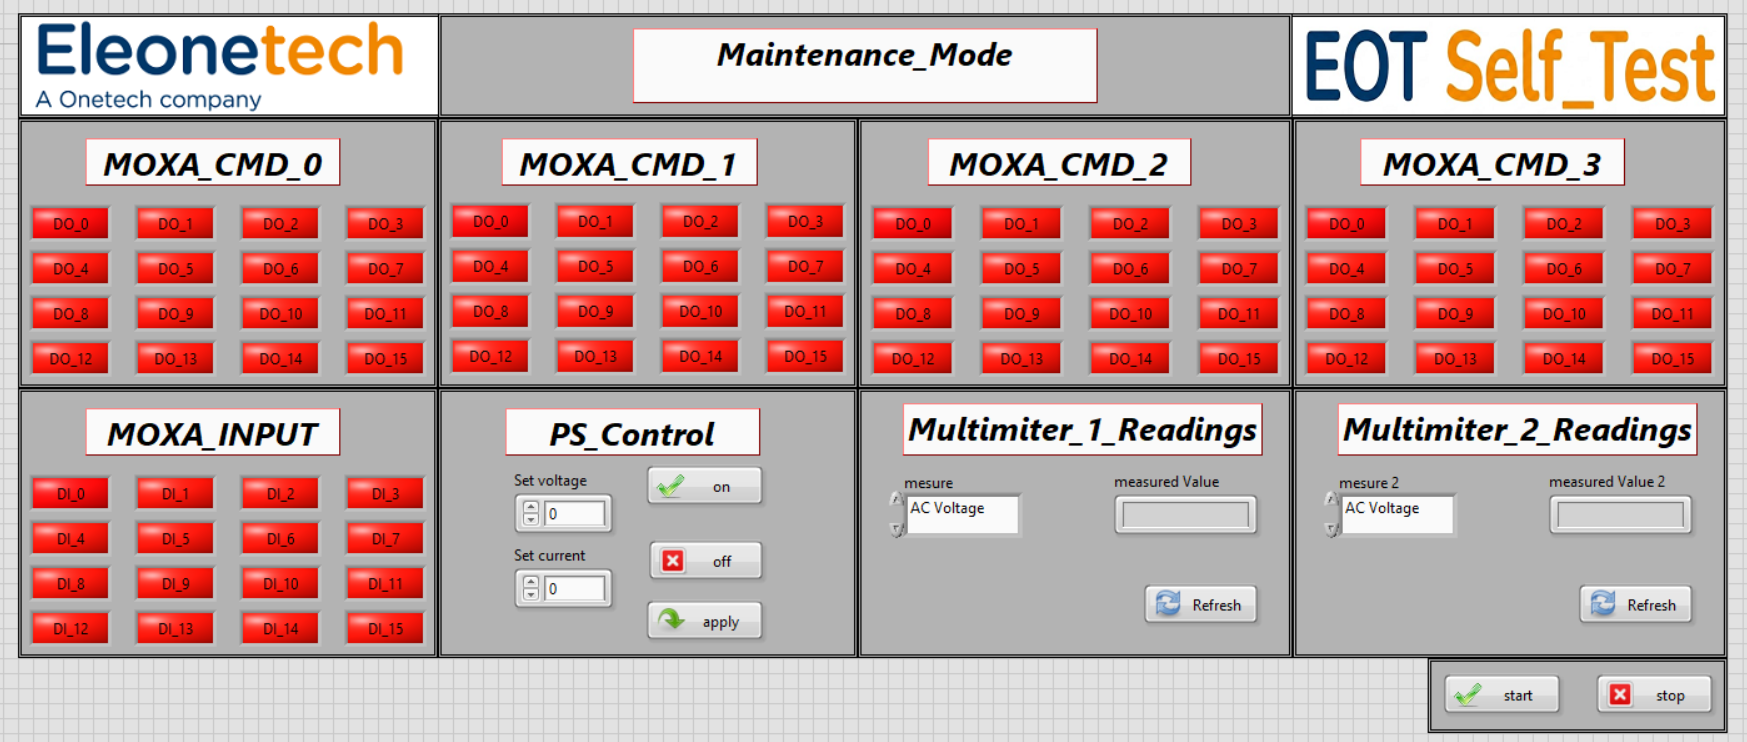 Eleonetech
A Onetech company
Maintenance_Mode
EOT Self_Test
MOXA_CMD_0
DO_0 DO_1 DO_2 DO_3
DO_4 DO_5 DO_6 DO_7
DO_8 DO_9 DO_10 DO_11
DO_12 DO_13 DO_14 DO_15
MOXA_CMD_1
DO_0 DO_1 DO_2 DO_3
DO_4 DO_5 DO_6 DO_7
DO_8 DO_9 DO_10 DO_11
DO_12 DO_13 DO_14 DO_15
MOXA_CMD_2
DO_0 DO_1 DO_2 DO_3
DO_4 DO_5 DO_6 DO_7
DO_8 DO_9 DO_10 DO_11
DO_12 DO_13 DO_14 DO_15
MOXA_CMD_3
DO_0 DO_1 DO_2 DO_3
DO_4 DO_5 DO_6 DO_7
DO_8 DO_9 DO_10 DO_11
DO_12 DO_13 DO_14 DO_15
MOXA_INPUT
DI_0 DI_1 DI_2 DI_3
DI_4 DI_5 DI_6 DI_7
DI_8 DI_9 DI_10 DI_11
DI_12 DI_13 DI_14 DI_15
PS_Control
Set voltage
0
on
Set current
0
off
apply
Multimiter_1_Readings
mesure
AC Voltage
measured Value
Refresh
Multimiter_2_Readings
mesure 2
AC Voltage
measured Value 2
Refresh
start
stop